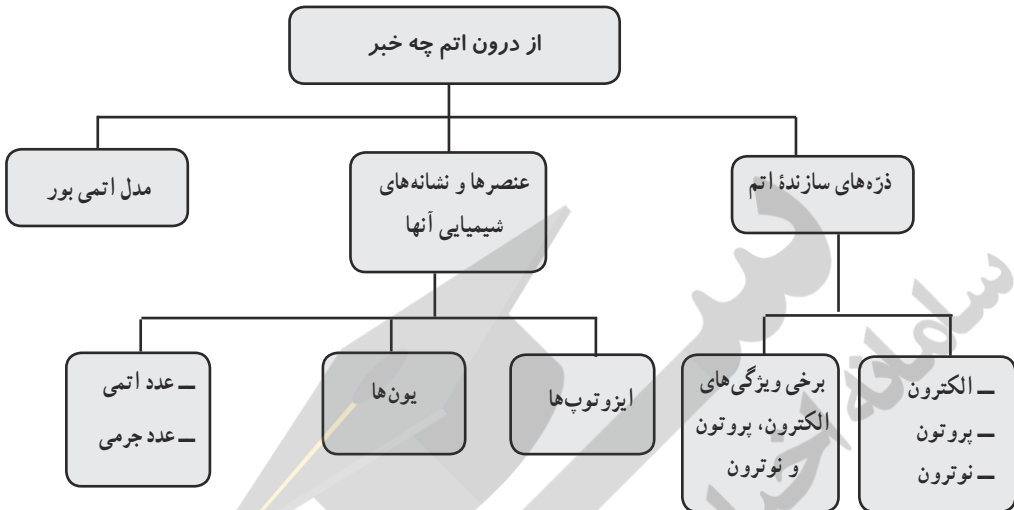 از درون اتم چه خبر
ذرّه‌های سازندهٔ اتم
عنصرها و نشانه‌های
شیمیایی آنها
مدل اتمی بور
ــ الکترون
ــ پروتون
ــ نوترون
برخی ویژگی‌های
الکترون، پروتون
و نوترون
ایزوتوپ‌ها
یون‌ها
ــ عدد اتمی
ــ عدد جرمی